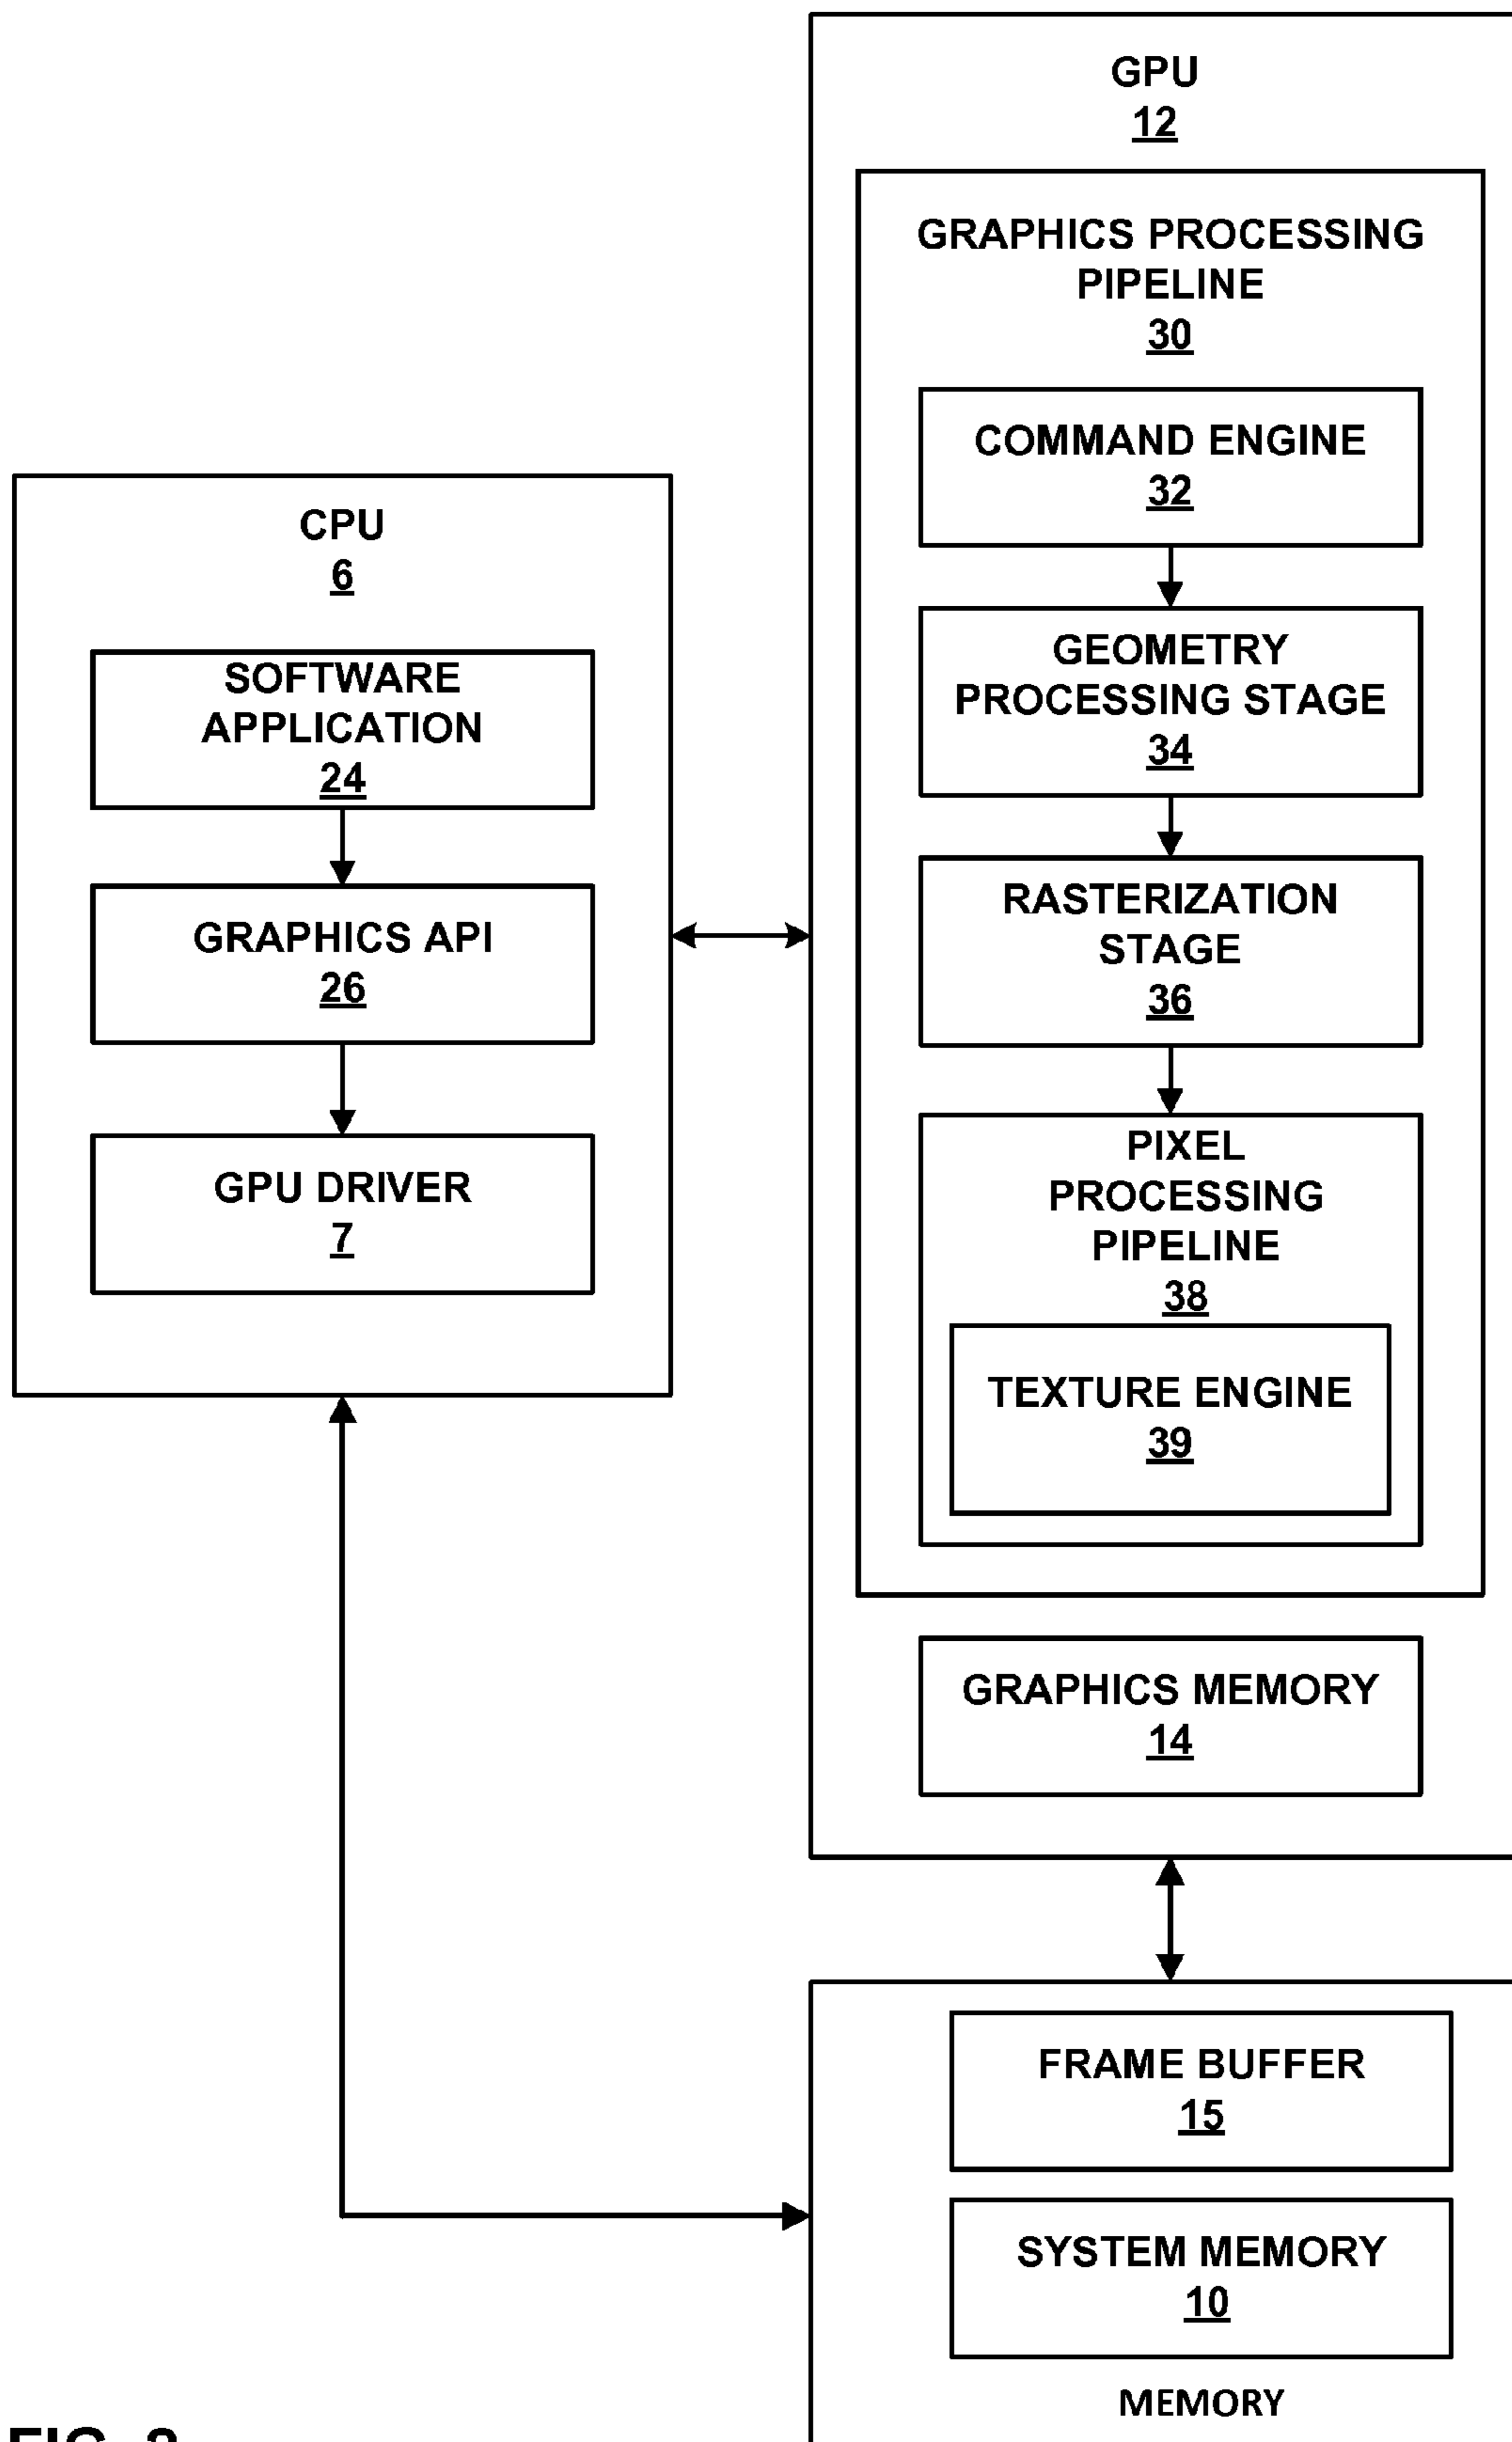 GPU
12
GRAPHICS PROCESSING
PIPELINE
30
COMMAND ENGINE
32
GEOMETRY
PROCESSING STAGE
34
RASTERIZATION
STAGE
36
PIXEL
PROCESSING
PIPELINE
38
TEXTURE ENGINE
39
GRAPHICS MEMORY
14
CPU
6
SOFTWARE
APPLICATION
24
GRAPHICS API
26
GPU DRIVER
7
FRAME BUFFER
15
SYSTEM MEMORY
10
MEMORY